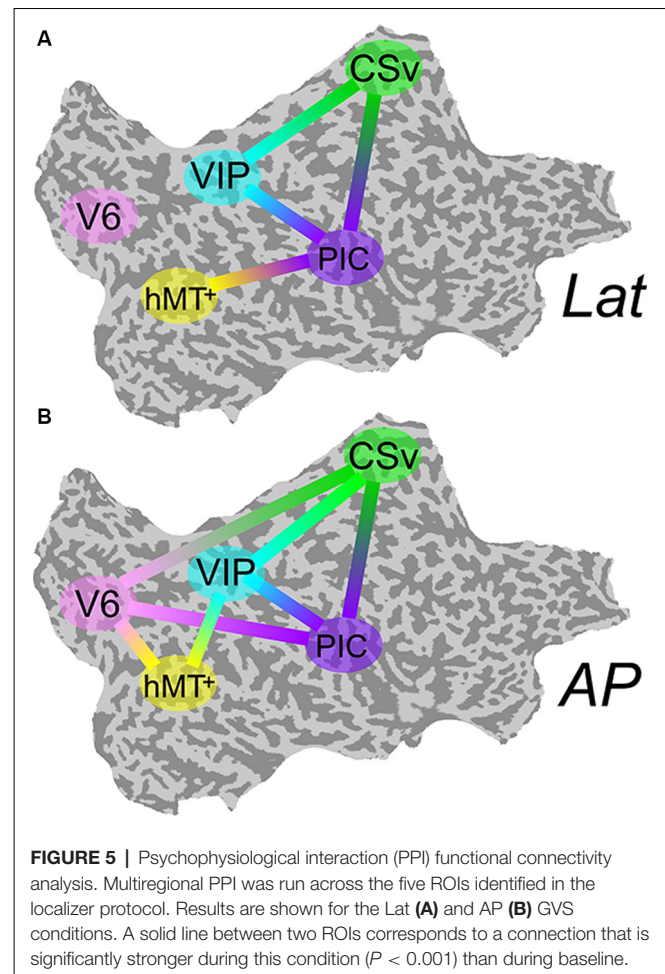 A
CSv
VIP
V6
PIC
hMT+
Lat
B
CSv
VIP
V6
PIC
hMT+
AP
FIGURE 5 | Psychophysiological interaction (PPI) functional connectivity
analysis. Multiregional PPI was run across the five ROIs identified in the
localizer protocol. Results are shown for the Lat (A) and AP (B) GVS
conditions. A solid line between two ROIs corresponds to a connection that is
significantly stronger during this condition (P < 0.001) than during baseline.